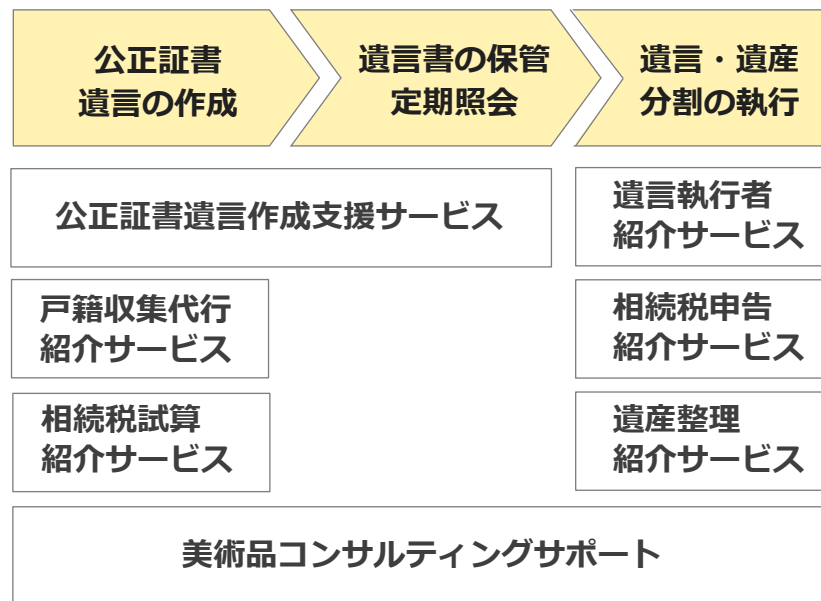 公正証書
遺言の作成
遺言書の保管
定期照会
遺言・遺産
分割の執行
公正証書遺言作成支援サービス
遺言執行者
紹介サービス
戸籍収集代行
紹介サービス
相続税申告
紹介サービス
相続税試算
紹介サービス
遺産整理
紹介サービス
美術品コンサルティングサポート